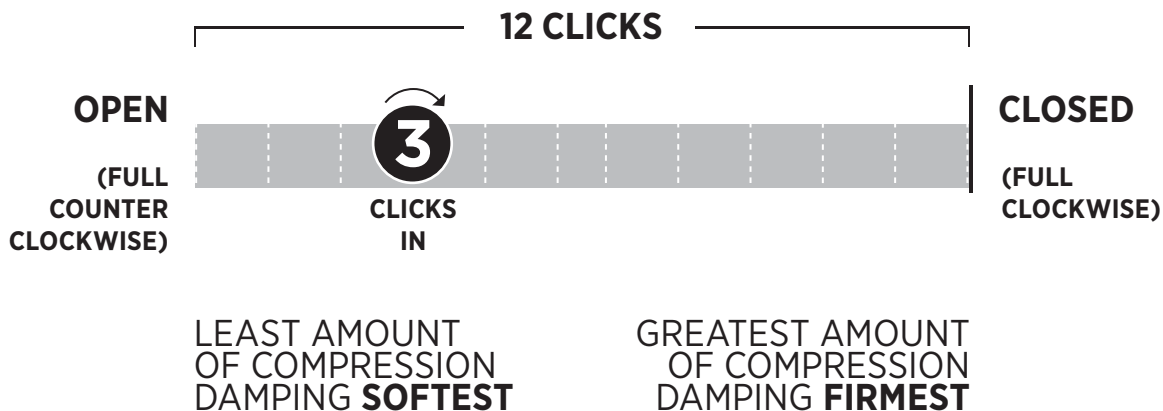 12 CLICKS
OPEN
CLOSED
3
(FULL
COUNTER
CLOCKWISE)
CLICKS
IN
(FULL
CLOCKWISE)
LEAST AMOUNT
OF COMPRESSION
DAMPING SOFTEST
GREATEST AMOUNT
OF COMPRESSION
DAMPING FIRMEST